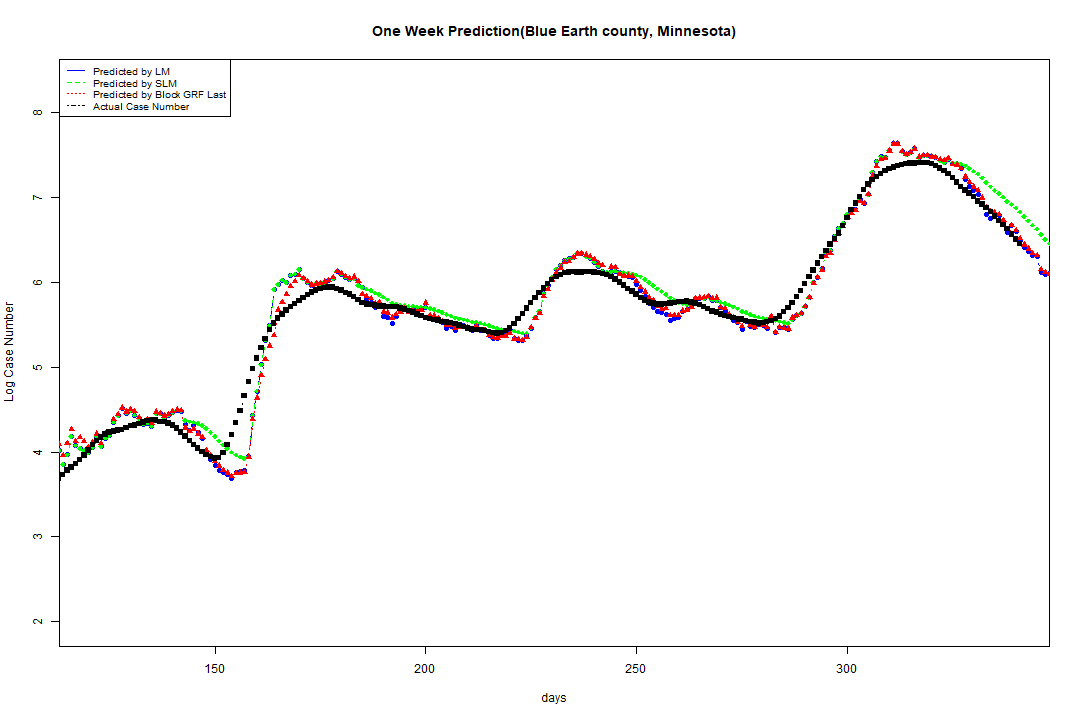 One Week Prediction(Blue Earth county, Minnesota)
Predicted by LM
Predicted by SLM
Predicted by Block GRF Last
Actual Case Number
8
7
6
5
4
3
2
Log Case Number
150 200 250 300
days